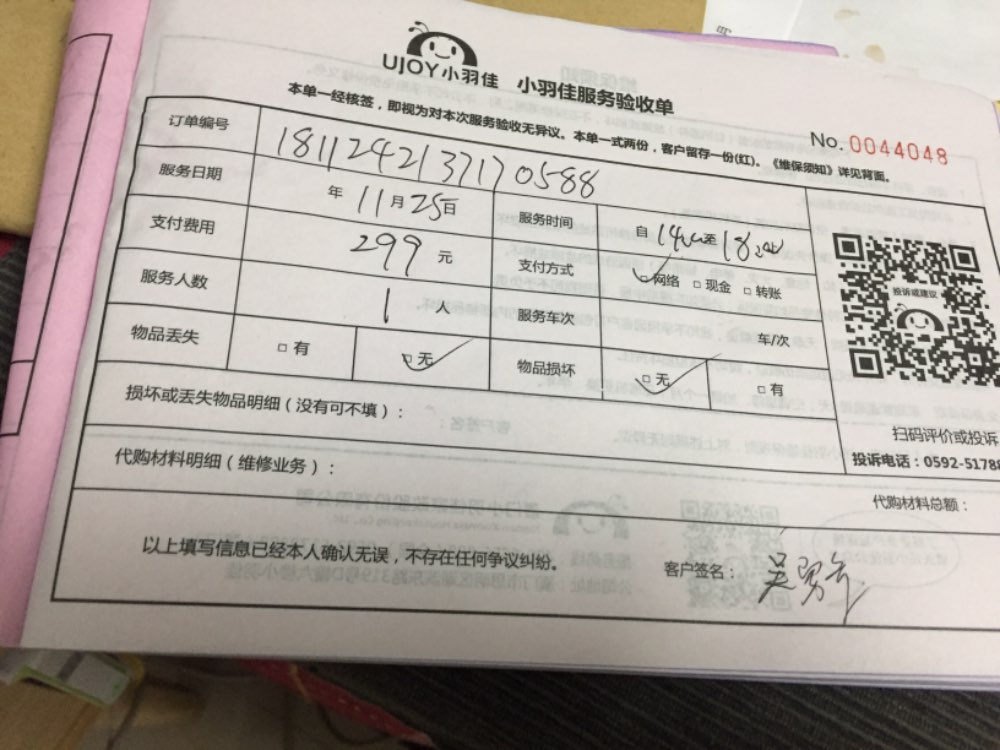 UJOY小羽佳 小羽佳服务验收单
本单一经核签，即视为对本次服务验收无异议。本单一式两份，客户留存一份(红)。《维保须知》详见背面。
No.0044048
订单编号 181124213717 0588
服务日期 年 11月25日 服务时间 自 14:00至18:00
支付费用 299 元 支付方式 □网络 □现金 □转账
服务人数 1 人 服务车次 车/次
物品丢失 □有 □无 物品损坏 □无 □有
投诉或建议
损坏或丢失物品明细（没有可不填）：
扫码评价或投诉
投诉电话：0592-5178
代购材料明细（维修业务）：
代购材料总额：
以上填写信息已经本人确认无误，不存在任何争议纠纷。
客户签名：